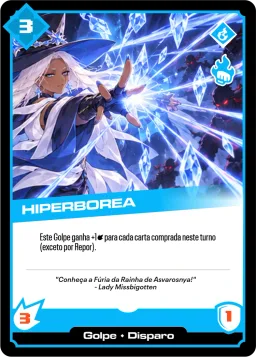 3
HIPERBOREA
Este Golpe ganha +1 para cada carta comprada neste turno
(exceto por Repor).
"Conheça a Fúria da Rainha de Asvarosnya!"
- Lady Missbigotten
3
1
Golpe • Disparo